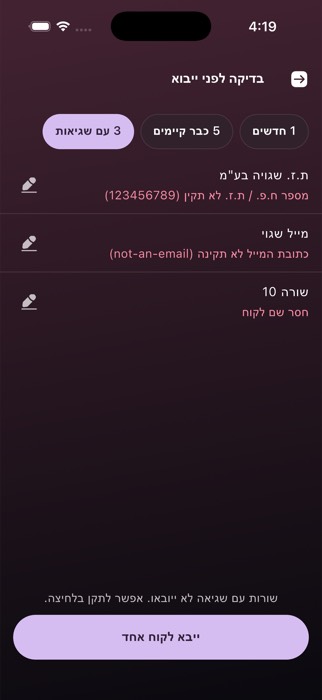 4:19
בדיקה לפני ייבוא
1 חדשים
5 כבר קיימים
3 עם שגיאות
ת.ז. שגויה בע"מ
מספר ח.פ. / ת.ז. לא תקין (123456789)
מייל שגוי
כתובת המייל לא תקינה (not-an-email)
שורה 10
חסר שם לקוח
שורות עם שגיאה לא ייובאו. אפשר לתקן בלחיצה.
ייבא לקוח אחד